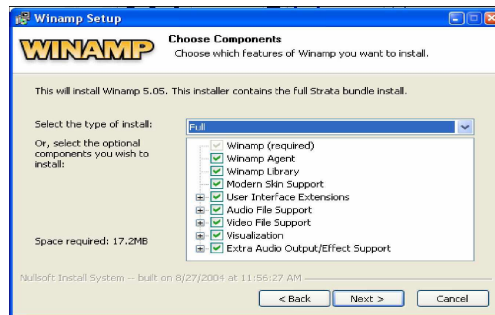 Winamp Setup
WINAMP
Choose Components
Choose which features of Winamp you want to install.
This will install Winamp 5.05. This installer contains the full Strata bundle install.
Select the type of install:
Full
Or, select the optional
components you wish to
install:
Winamp (required)
Winamp Agent
Winamp Library
Modern Skin Support
User Interface Extensions
Audio File Support
Video File Support
Visualization
Extra Audio Output/Effect Support
Space required: 17.2MB
Nullsoft Install System -- built on 8/27/2004 at 11:56:27 AM
< Back
Next >
Cancel